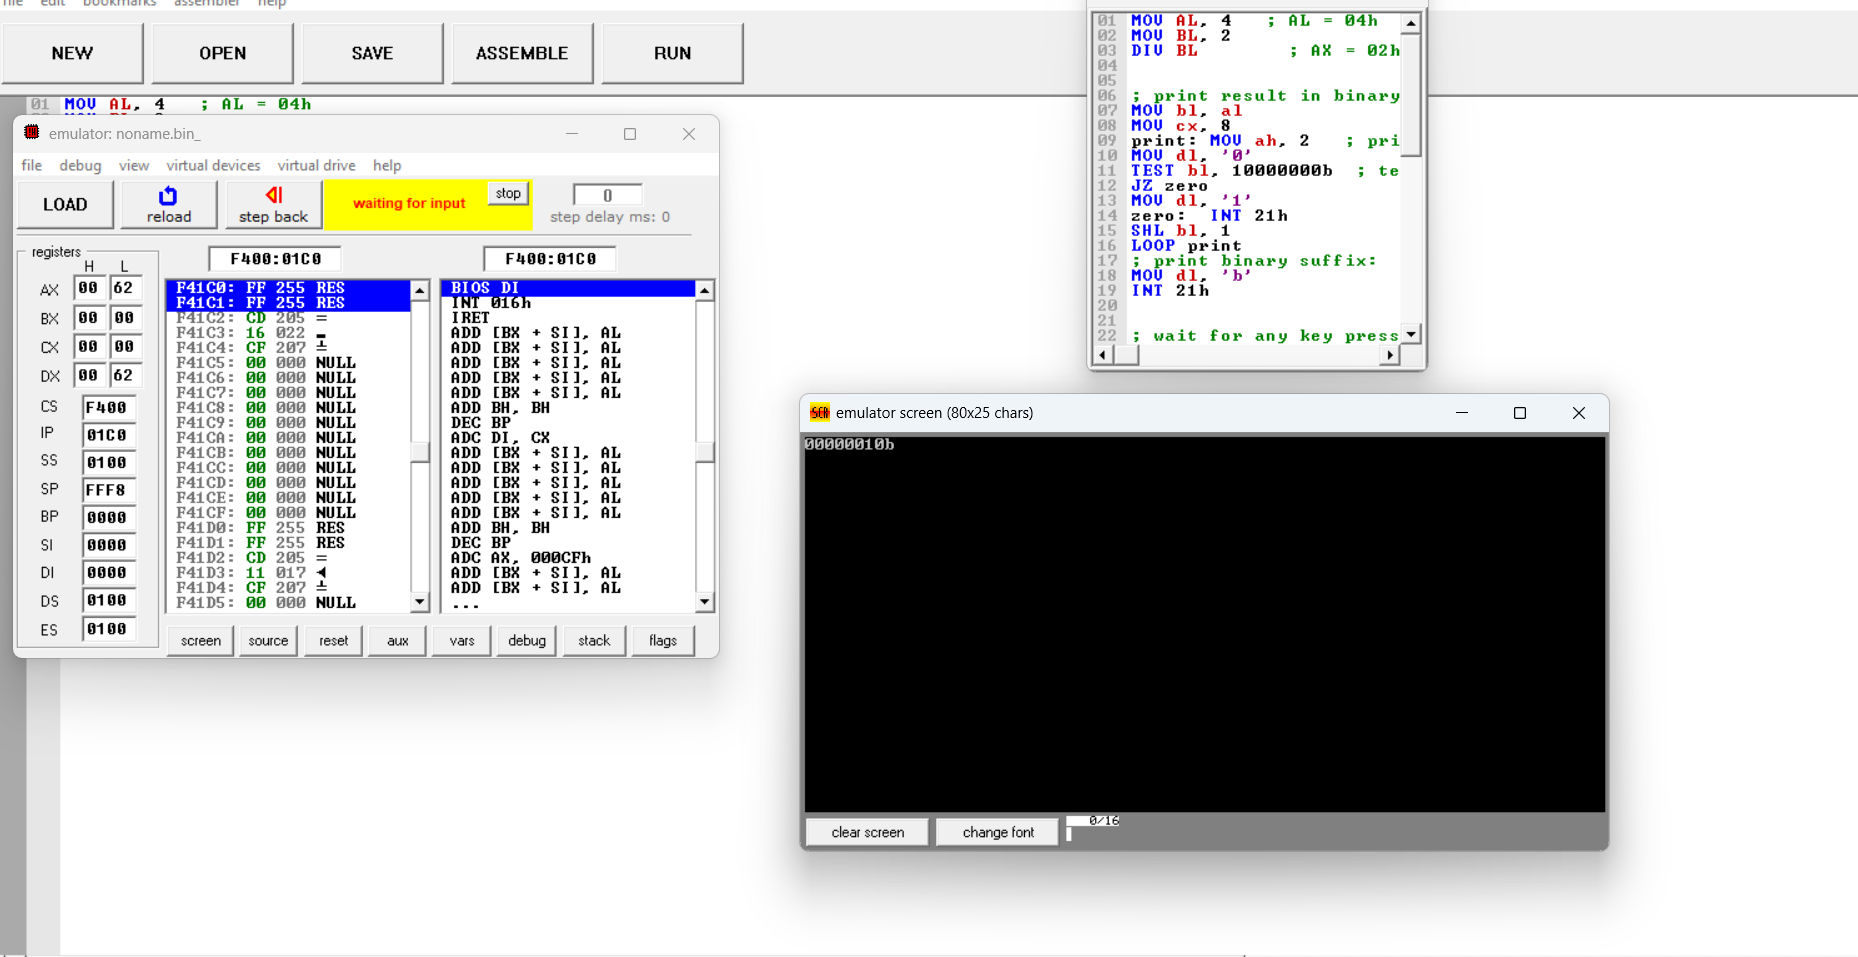 file edit bookmarks assembler help
NEW OPEN SAVE ASSEMBLE RUN
01 MOV AL, 4 ; AL = 04h
emulator: noname.bin_
file debug view virtual devices virtual drive help
LOAD reload step back waiting for input stop 0
step delay ms: 0
registers
H L
AX 00 62
BX 00 00
CX 00 00
DX 00 62
CS F400
IP 01C0
SS 0100
SP FFF8
BP 0000
SI 0000
DI 0000
DS 0100
ES 0100
F400:01C0
F41C0: FF 255 RES
F41C1: FF 255 RES
F41C2: CD 205 =
F41C3: 16 022 ▬
F41C4: CF 207 ╧
F41C5: 00 000 NULL
F41C6: 00 000 NULL
F41C7: 00 000 NULL
F41C8: 00 000 NULL
F41C9: 00 000 NULL
F41CA: 00 000 NULL
F41CB: 00 000 NULL
F41CC: 00 000 NULL
F41CD: 00 000 NULL
F41CE: 00 000 NULL
F41CF: 00 000 NULL
F41D0: FF 255 RES
F41D1: FF 255 RES
F41D2: CD 205 =
F41D3: 11 017 ◄
F41D4: CF 207 ╧
F41D5: 00 000 NULL
F400:01C0
BIOS DI
INT 016h
IRET
ADD [BX + SI], AL
ADD [BX + SI], AL
ADD [BX + SI], AL
ADD [BX + SI], AL
ADD [BX + SI], AL
ADD BH, BH
DEC BP
ADC DI, CX
ADD [BX + SI], AL
ADD [BX + SI], AL
ADD [BX + SI], AL
ADD [BX + SI], AL
ADD [BX + SI], AL
ADD BH, BH
DEC BP
ADC AX, 000CFh
ADD [BX + SI], AL
ADD [BX + SI], AL
...
screen source reset aux vars debug stack flags
01 MOV AL, 4 ; AL = 04h
02 MOV BL, 2
03 DIV BL ; AX = 02h
04
05
06 ; print result in binary
07 MOV bl, al
08 MOV cx, 8
09 print: MOV ah, 2 ; pri
10 MOV dl, '0'
11 TEST bl, 10000000b ; te
12 JZ zero
13 MOV dl, '1'
14 zero: INT 21h
15 SHL bl, 1
16 LOOP print
17 ; print binary suffix:
18 MOV dl, 'b'
19 INT 21h
20
21
22 ; wait for any key press
SCR emulator screen (80x25 chars)
00000010b
clear screen change font 0/16